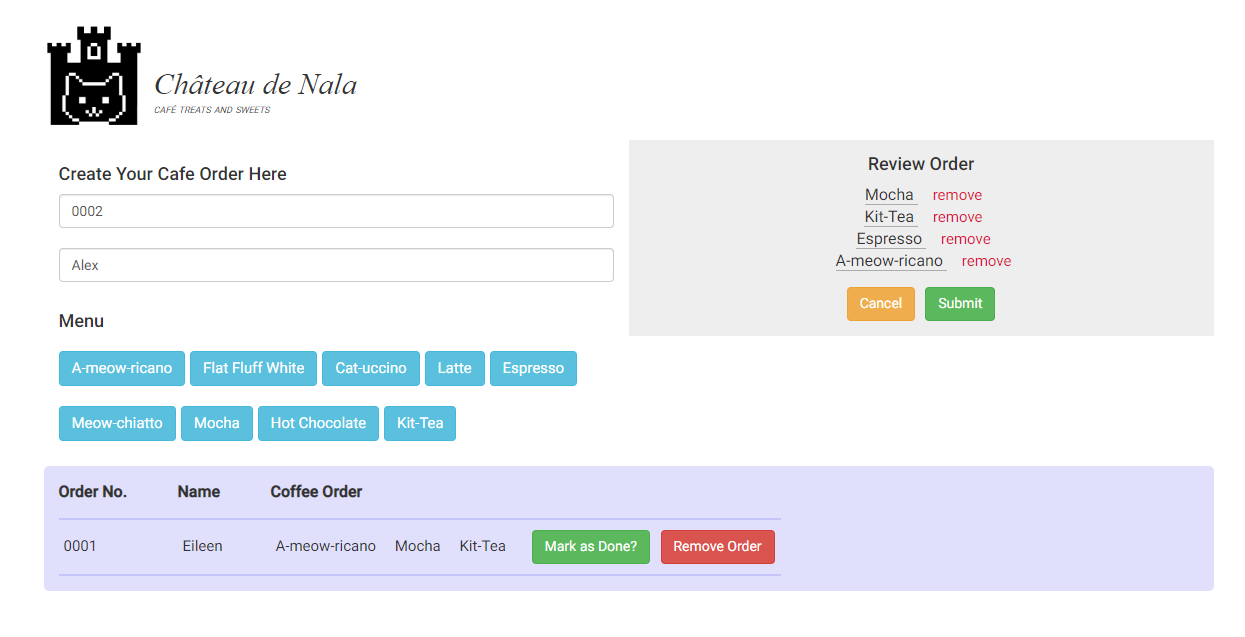 Château de Nala
CAFÉ TREATS AND SWEETS
Create Your Cafe Order Here
0002
Alex
Menu
A-meow-ricano Flat Fluff White Cat-uccino Latte Espresso
Meow-chiatto Mocha Hot Chocolate Kit-Tea
Review Order
Mocha remove
Kit-Tea remove
Espresso remove
A-meow-ricano remove
Cancel Submit
Order No. Name Coffee Order
0001 Eileen A-meow-ricano Mocha Kit-Tea Mark as Done? Remove Order